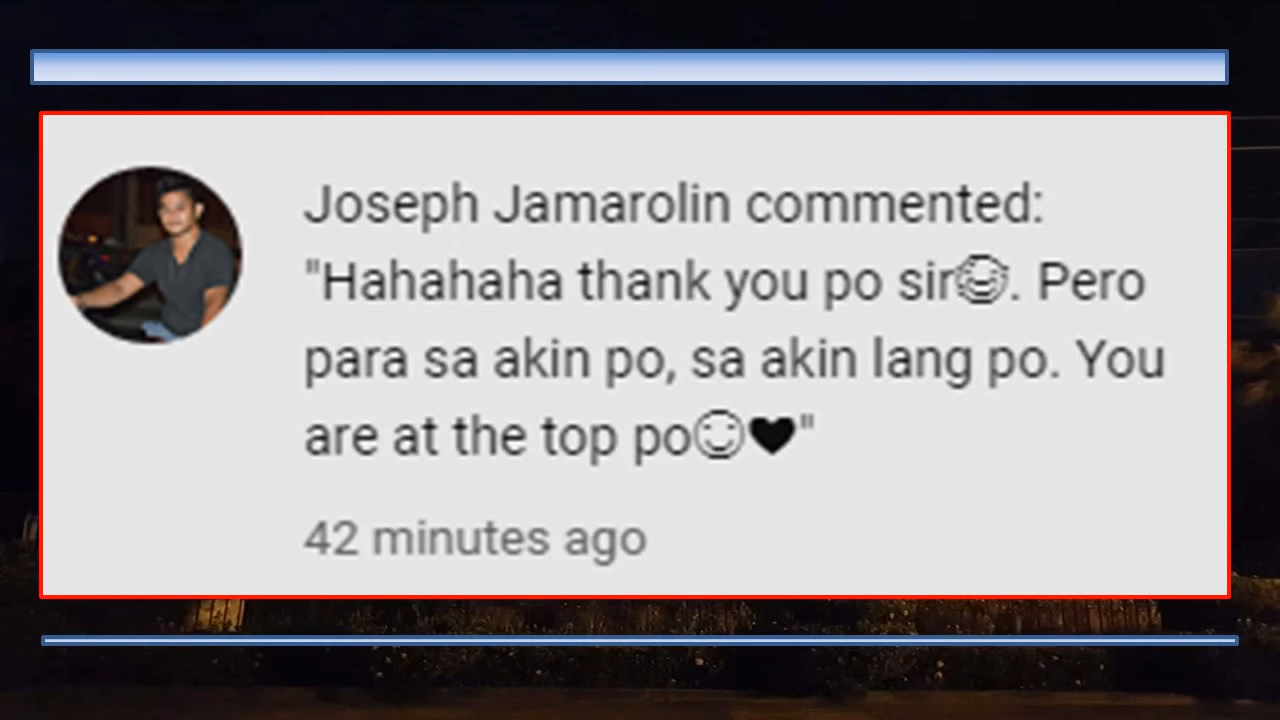 Joseph Jamarolin commented:
"Hahahaha thank you po sir😂. Pero
para sa akin po, sa akin lang po. You
are at the top po☺♥"
42 minutes ago